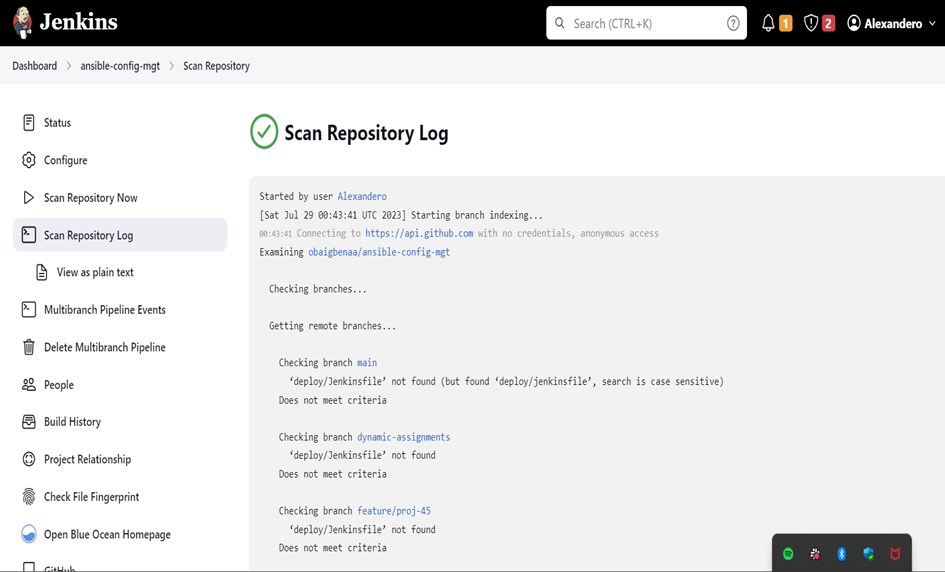 Jenkins
Search (CTRL+K)
?
1
2
Alexandero
Dashboard > ansible-config-mgt > Scan Repository
Status
Configure
Scan Repository Now
Scan Repository Log
View as plain text
Multibranch Pipeline Events
Delete Multibranch Pipeline
People
Build History
Project Relationship
Check File Fingerprint
Open Blue Ocean Homepage
GitHub
Scan Repository Log
Started by user Alexandero
[Sat Jul 29 00:43:41 UTC 2023] Starting branch indexing...
00:43:41 Connecting to https://api.github.com with no credentials, anonymous access
Examining obaigbenaa/ansible-config-mgt
Checking branches...
Getting remote branches...
Checking branch main
‘deploy/Jenkinsfile’ not found (but found ‘deploy/jenkinsfile’, search is case sensitive)
Does not meet criteria
Checking branch dynamic-assignments
‘deploy/Jenkinsfile’ not found
Does not meet criteria
Checking branch feature/proj-45
‘deploy/Jenkinsfile’ not found
Does not meet criteria